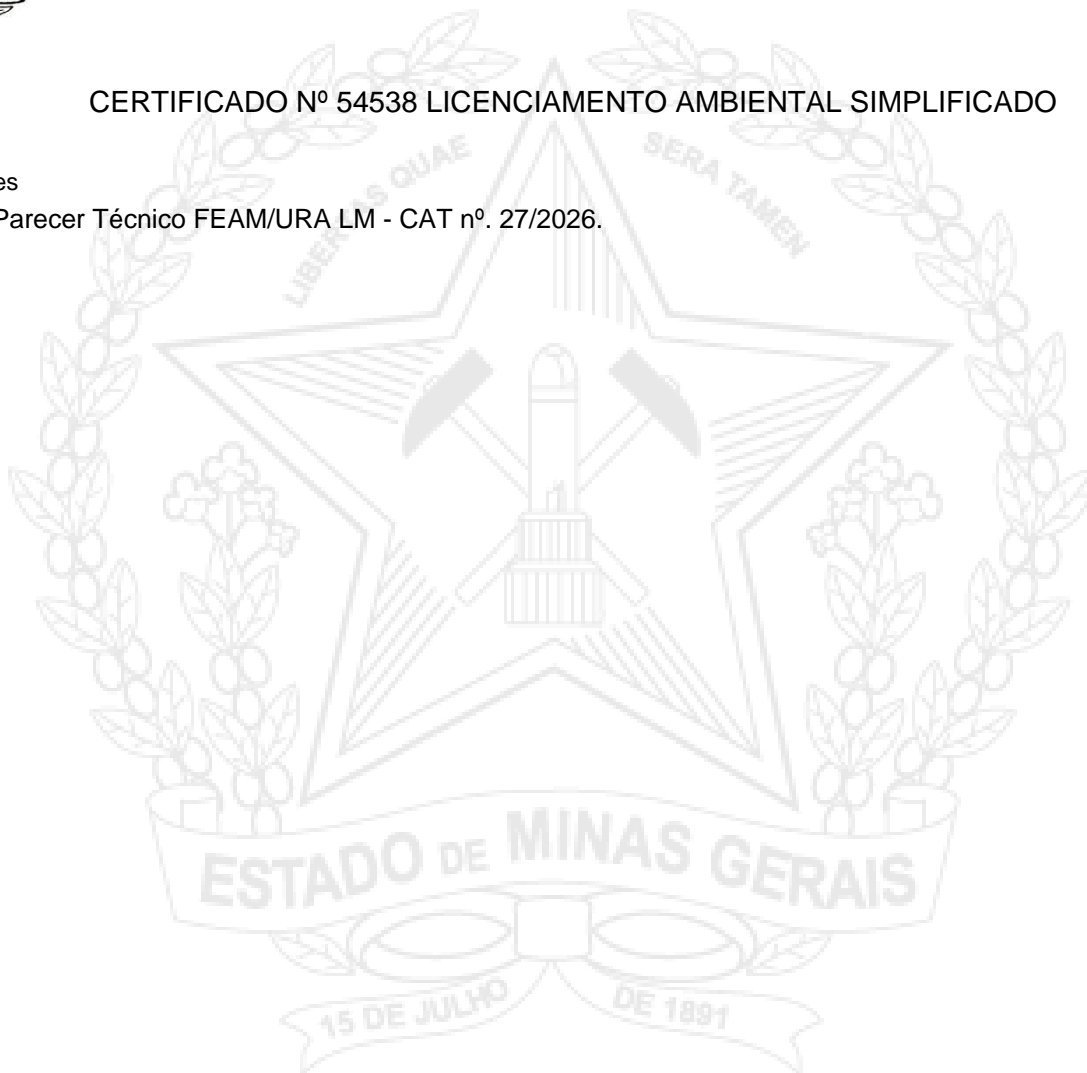 CERTIFICADO Nº 54538 LICENCIAMENTO AMBIENTAL SIMPLIFICADO
es
Parecer Técnico FEAM/URA LM - CAT nº. 27/2026.
LIBERTAS QUAE SERA TAMEN
ESTADO DE MINAS GERAIS
15 DE JULHO DE 1891